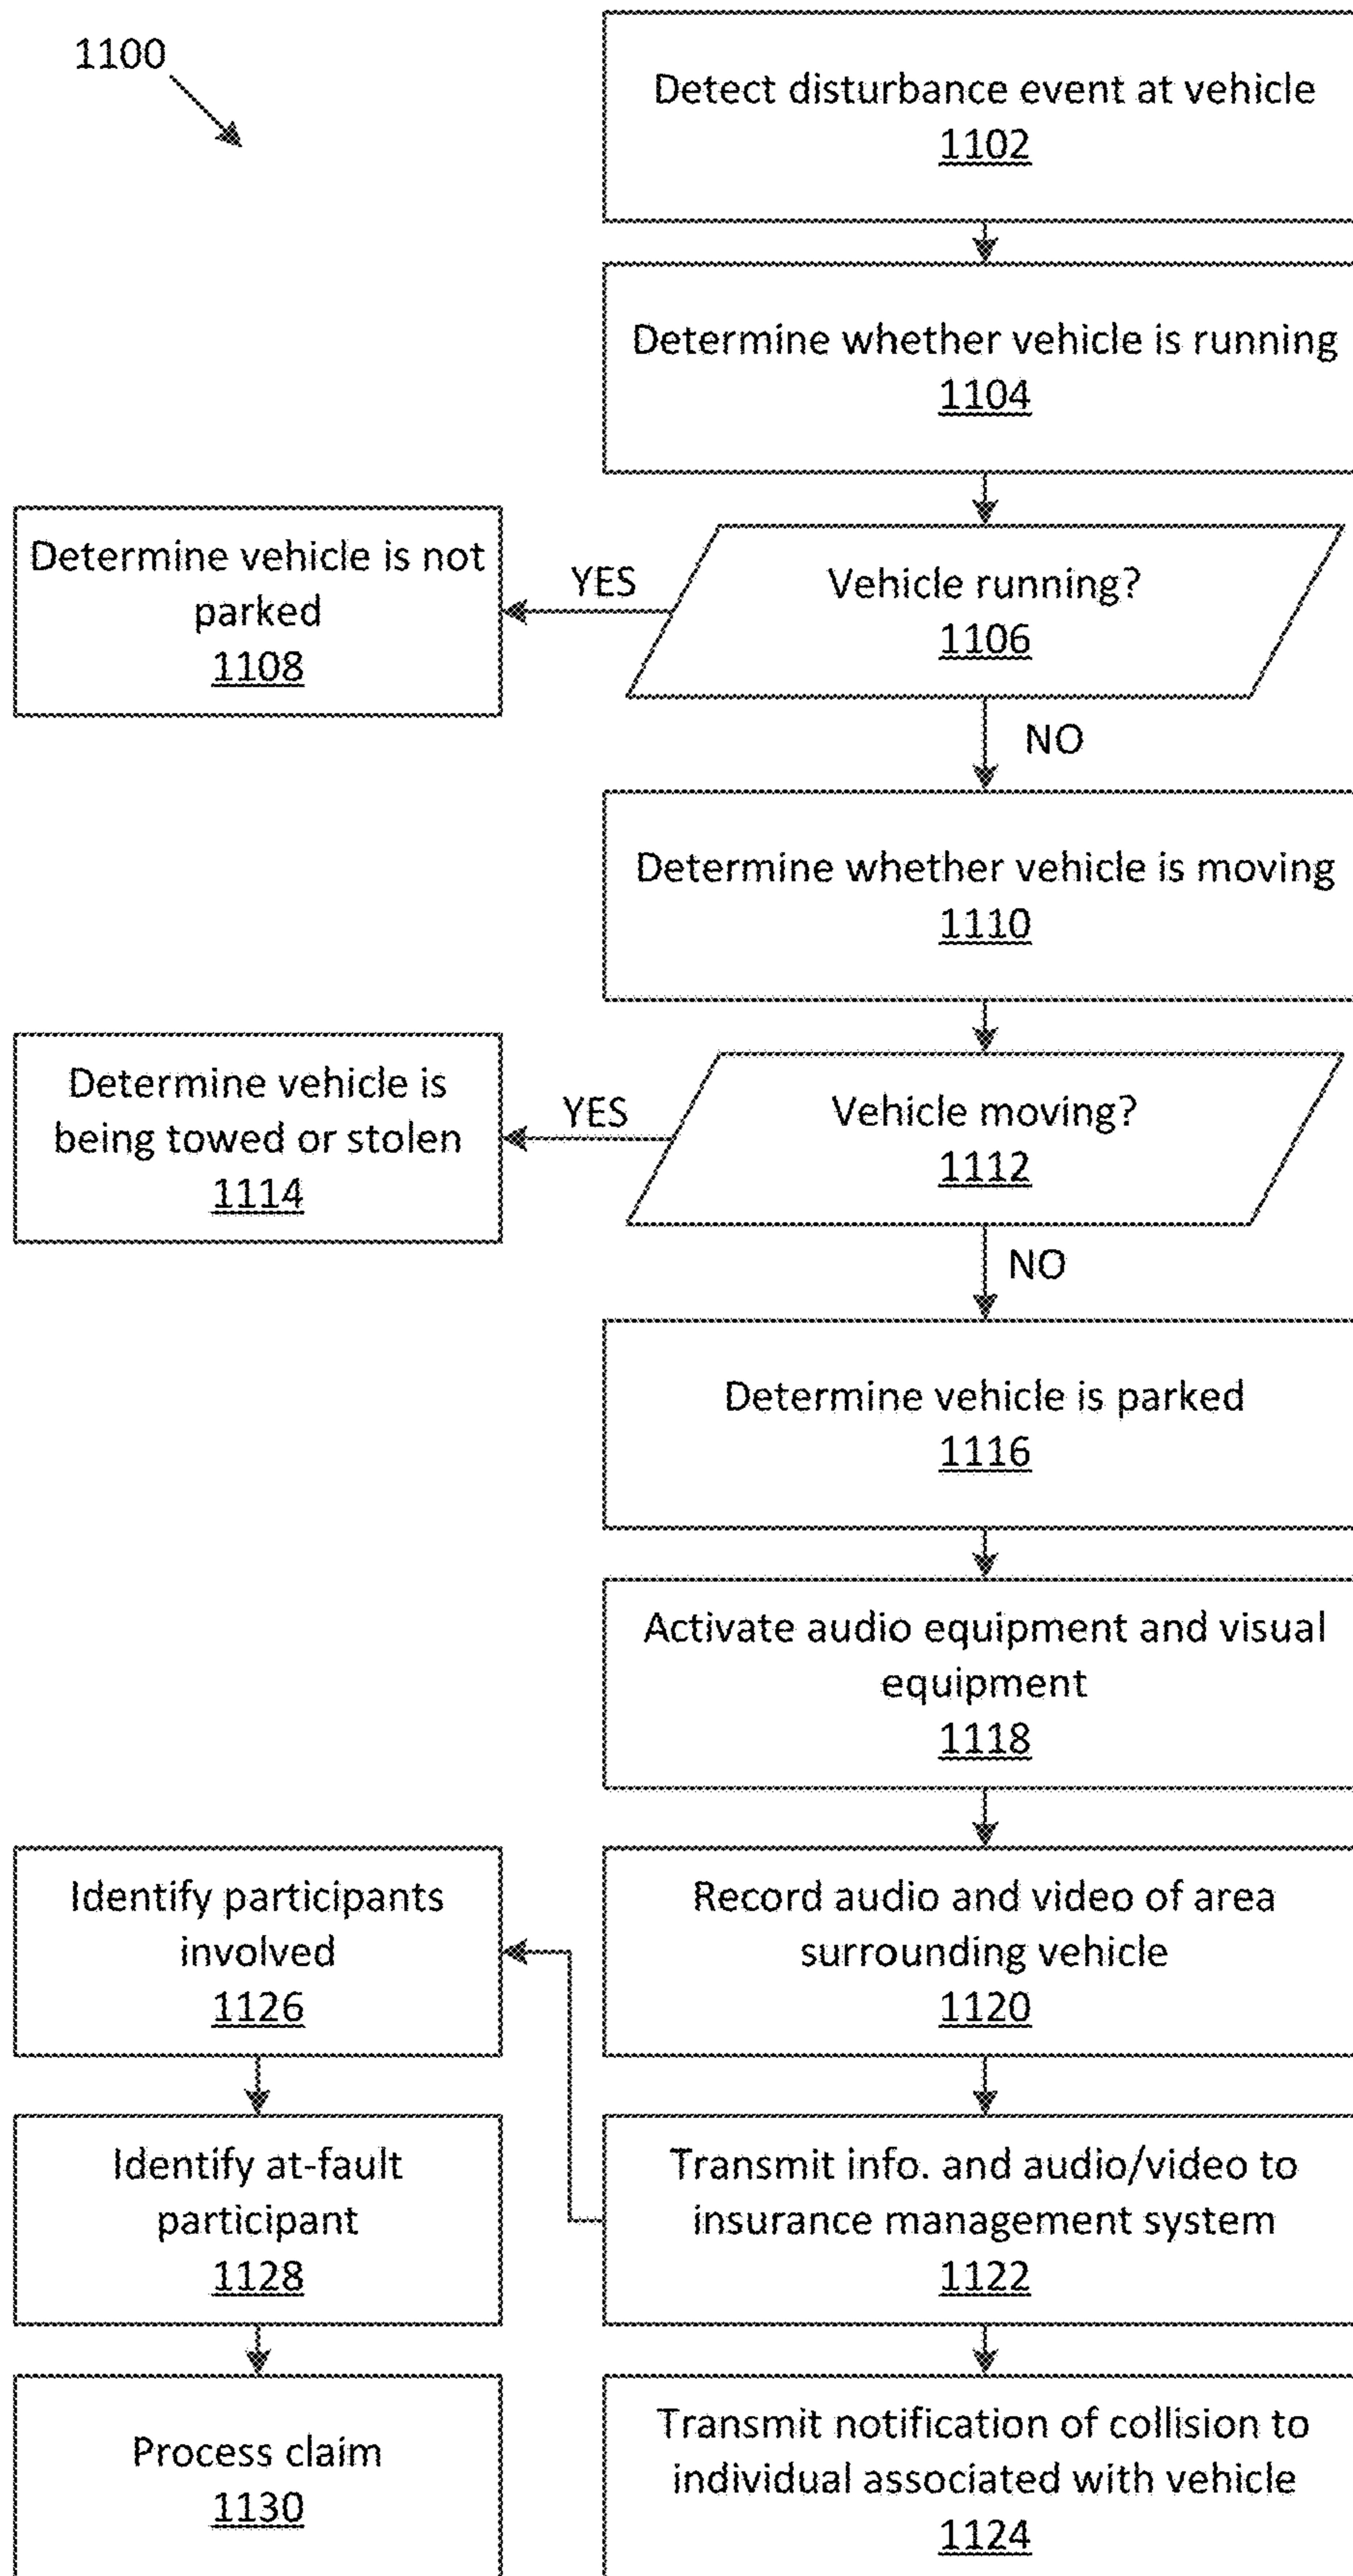 1100
Detect disturbance event at vehicle
1102
Determine whether vehicle is running
1104
Vehicle running?
1106
YES
Determine vehicle is not
parked
1108
NO
Determine whether vehicle is moving
1110
Vehicle moving?
1112
YES
Determine vehicle is
being towed or stolen
1114
NO
Determine vehicle is parked
1116
Activate audio equipment and visual
equipment
1118
Record audio and video of area
surrounding vehicle
1120
Transmit info. and audio/video to
insurance management system
1122
Transmit notification of collision to
individual associated with vehicle
1124
Identify participants
involved
1126
Identify at-fault
participant
1128
Process claim
1130